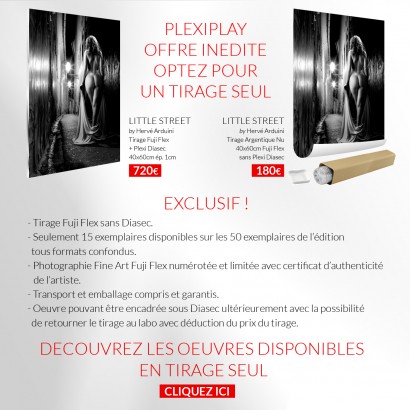 PLEXIPLAY
OFFRE INEDITE
OPTEZ POUR
UN TIRAGE SEUL
LITTLE STREET
by Hervé Arduini
Tirage Fuji Flex
+ Plexi Diasec
40x60cm ép. 1cm
720€
LITTLE STREET
by Hervé Arduini
Tirage Argentique Nu
40x60cm Fuji Flex
sans Plexi Diasec
180€
EXCLUSIF !
- Tirage Fuji Flex sans Diasec.
- Seulement 15 exemplaires disponibles sur les 50 exemplaires de l'édition
tous formats confondus.
- Photographie Fine Art Fuji Flex numérotée et limitée avec certificat d'authenticité
de l'artiste.
- Transport et emballage compris et garantis.
- Oeuvre pouvant être encadrée sous Diasec ultérieurement avec la possibilité
de retourner le tirage au labo avec déduction du prix du tirage.
DECOUVREZ LES OEUVRES DISPONIBLES
EN TIRAGE SEUL
CLIQUEZ ICI